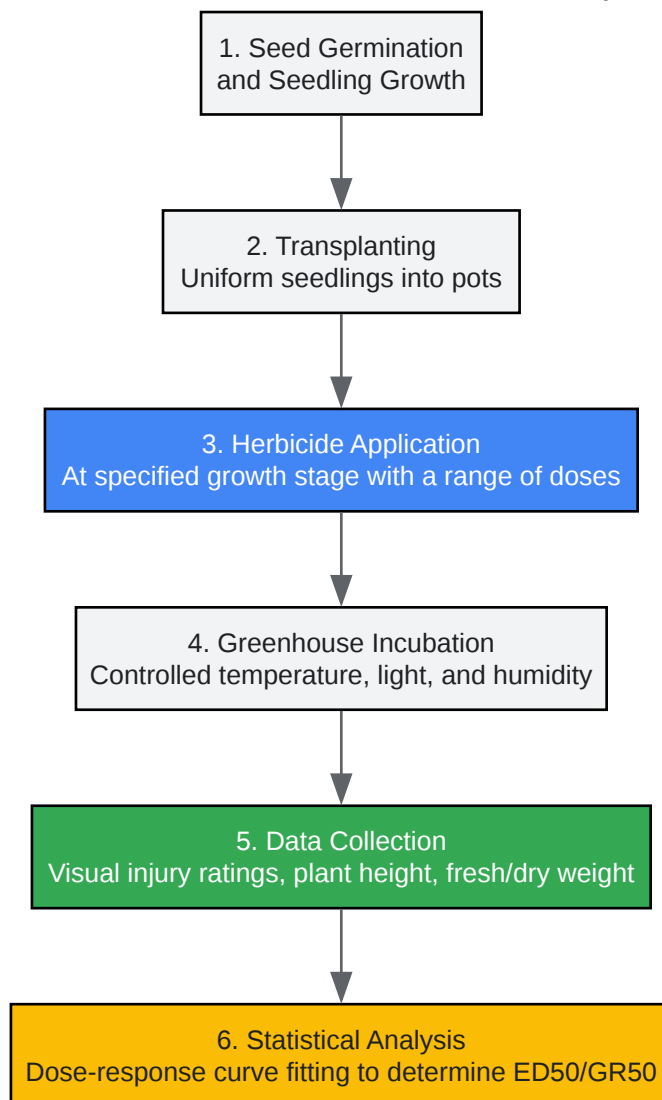 1. Seed Germination
and Seedling Growth
2. Transplanting
Uniform seedlings into pots
3. Herbicide Application
At specified growth stage with a range of doses
4. Greenhouse Incubation
Controlled temperature, light, and humidity
5. Data Collection
Visual injury ratings, plant height, fresh/dry weight
6. Statistical Analysis
Dose-response curve fitting to determine ED50/GR50